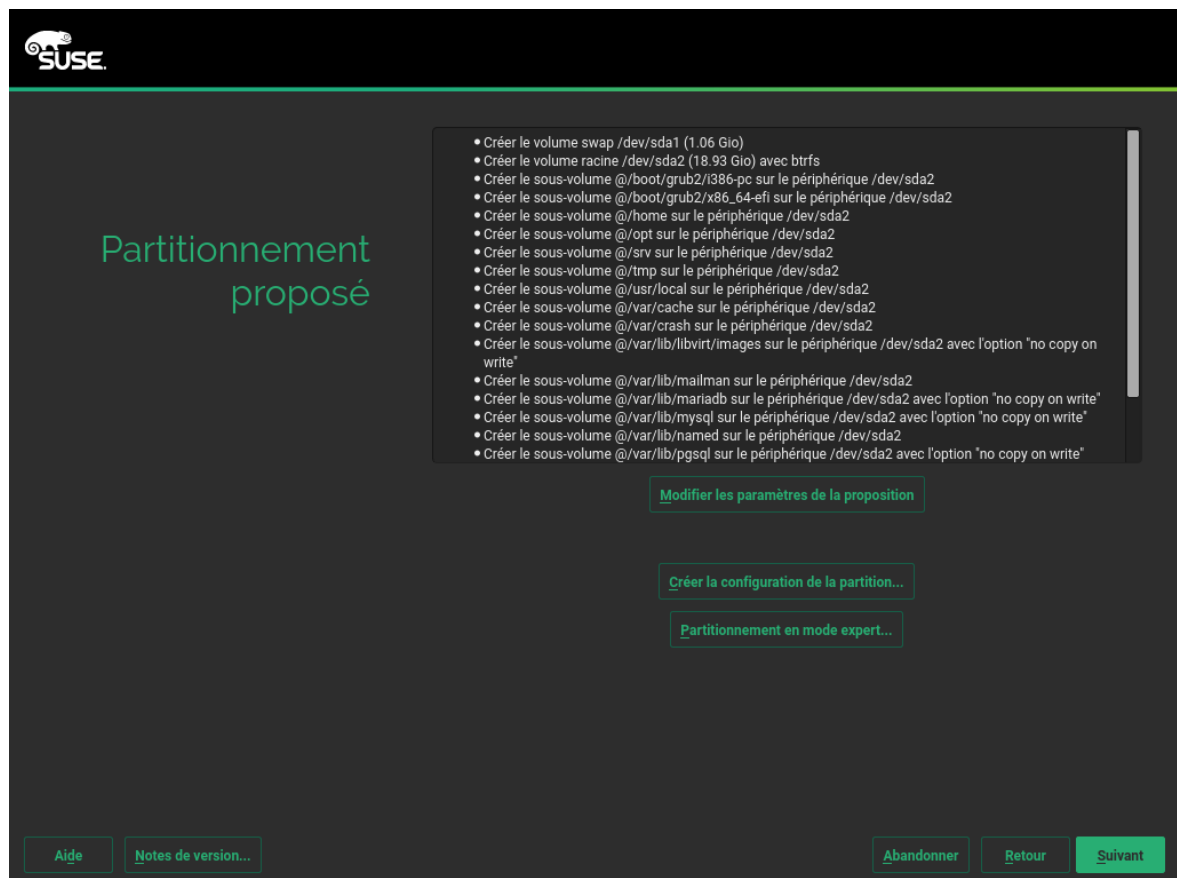 SUSE.
Partitionnement
proposé
• Créer le volume swap /dev/sda1 (1.06 Gio)
• Créer le volume racine /dev/sda2 (18.93 Gio) avec btrfs
• Créer le sous-volume @/boot/grub2/i386-pc sur le périphérique /dev/sda2
• Créer le sous-volume @/boot/grub2/x86_64-efi sur le périphérique /dev/sda2
• Créer le sous-volume @/home sur le périphérique /dev/sda2
• Créer le sous-volume @/opt sur le périphérique /dev/sda2
• Créer le sous-volume @/srv sur le périphérique /dev/sda2
• Créer le sous-volume @/tmp sur le périphérique /dev/sda2
• Créer le sous-volume @/usr/local sur le périphérique /dev/sda2
• Créer le sous-volume @/var/cache sur le périphérique /dev/sda2
• Créer le sous-volume @/var/crash sur le périphérique /dev/sda2
• Créer le sous-volume @/var/lib/libvirt/images sur le périphérique /dev/sda2 avec l'option "no copy on
write"
• Créer le sous-volume @/var/lib/mailman sur le périphérique /dev/sda2
• Créer le sous-volume @/var/lib/mariadb sur le périphérique /dev/sda2 avec l'option "no copy on write"
• Créer le sous-volume @/var/lib/mysql sur le périphérique /dev/sda2 avec l'option "no copy on write"
• Créer le sous-volume @/var/lib/named sur le périphérique /dev/sda2
• Créer le sous-volume @/var/lib/pgsql sur le périphérique /dev/sda2 avec l'option "no copy on write"
Modifier les paramètres de la proposition
Créer la configuration de la partition...
Partitionnement en mode expert...
Aide
Notes de version...
Abandonner
Retour
Suivant